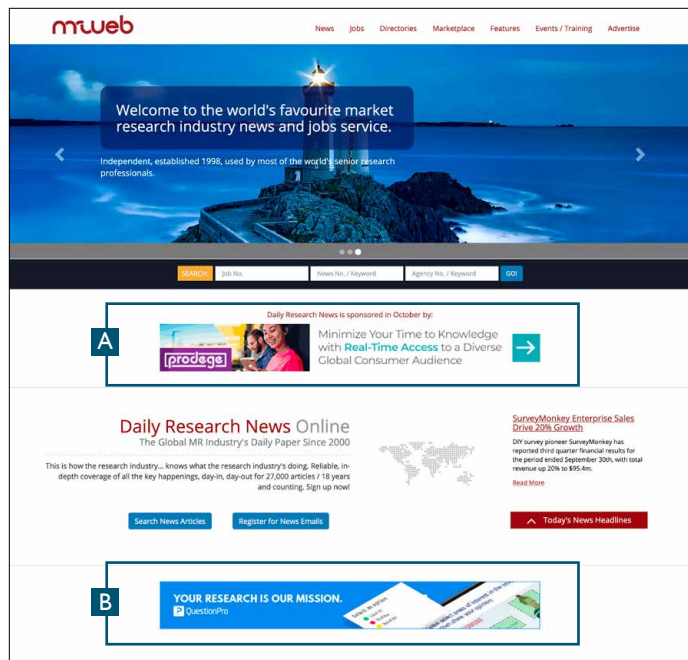 mrweb
News Jobs Directories Marketplace Features Events / Training Advertise
Welcome to the world's favourite market
research industry news and jobs service.
Independent, established 1998, used by most of the world's senior research
professionals.
SEARCH: Job No. News No. / Keyword Agency No. / Keyword GO!
A
Daily Research News is sponsored in October by:
prodege
Minimize Your Time to Knowledge
with Real-Time Access to a Diverse
Global Consumer Audience
Daily Research News Online
The Global MR Industry's Daily Paper Since 2000
This is how the research industry... knows what the research industry's doing. Reliable, in-
depth coverage of all the key happenings, day-in, day-out for 27,000 articles / 18 years
and counting. Sign up now!
Search News Articles Register for News Emails
SurveyMonkey Enterprise Sales
Drive 20% Growth
DIY survey pioneer SurveyMonkey has
reported third quarter financial results for
the period ended September 30th, with total
revenue up 20% to $95.4m.
Read More
Today's News Headlines
B
YOUR RESEARCH IS OUR MISSION.
QuestionPro
Select an option